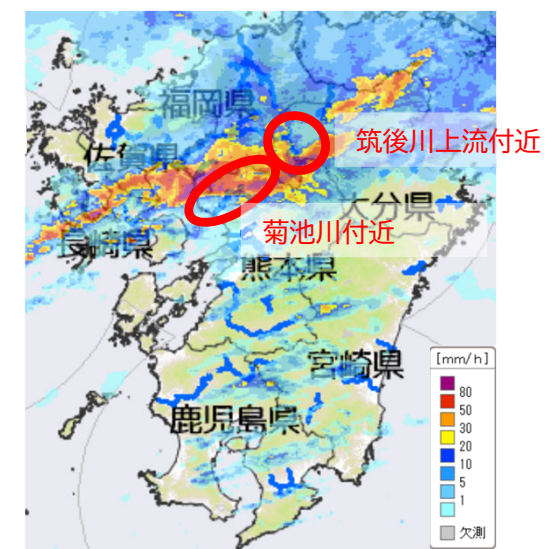 福岡県
筑後川上流付近
佐賀県
大分県
菊池川付近
長崎県
熊本県
宮崎県
[mm/h]
80
50
30
20
10
5
1
欠測
鹿児島県